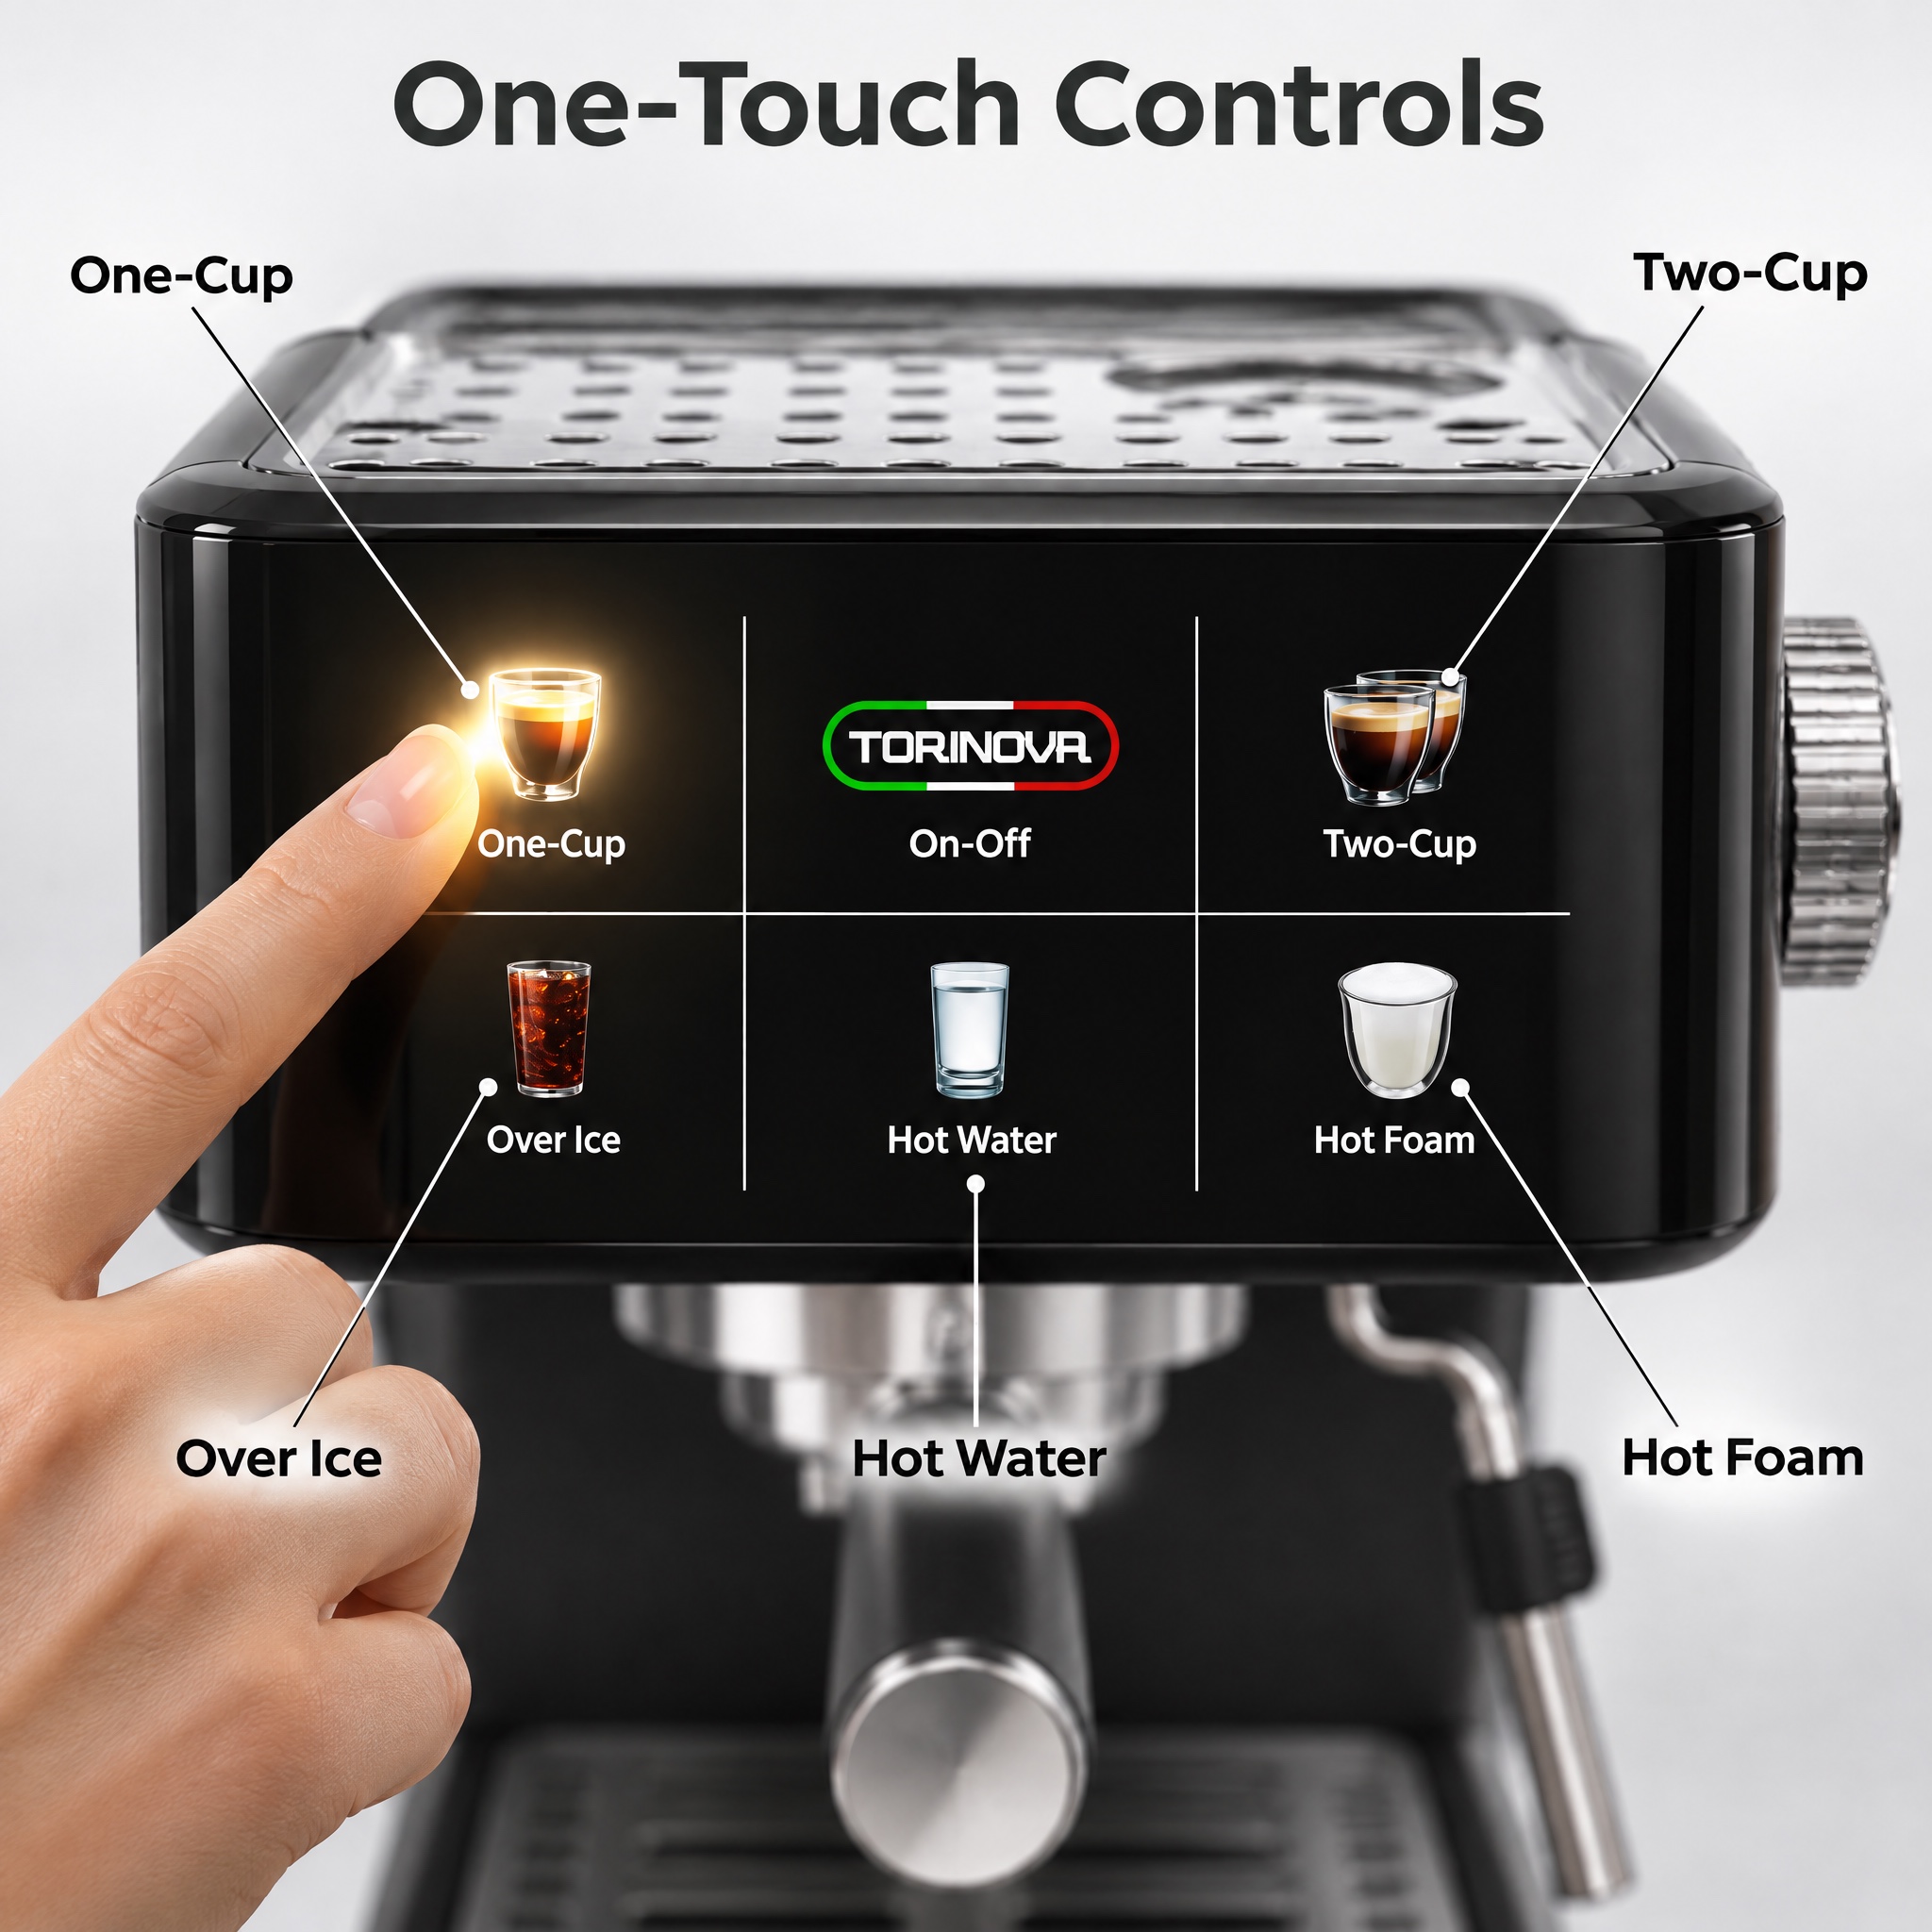 One-Touch Controls
One-Cup
Two-Cup
TORINOVA
One-Cup
On-Off
Two-Cup
Over Ice
Hot Water
Hot Foam
Over Ice
Hot Water
Hot Foam